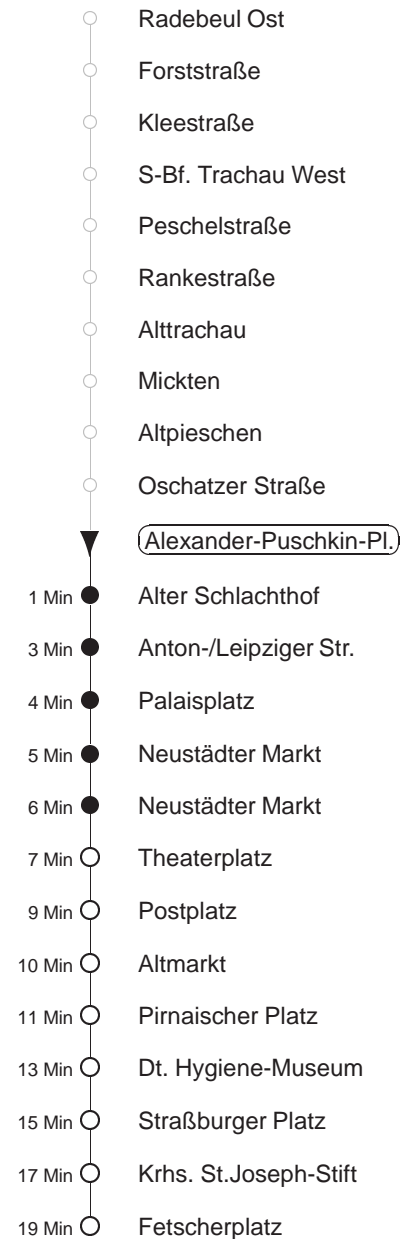 Radebeul Ost
Forststraße
Kleestraße
S-Bf. Trachau West
Peschelstraße
Rankestraße
Alttrachau
Mickten
Altpieschen
Oschatzer Straße
Alexander-Puschkin-Pl.
1 Min Alter Schlachthof
3 Min Anton-/Leipziger Str.
4 Min Palaisplatz
5 Min Neustädter Markt
6 Min Neustädter Markt
7 Min Theaterplatz
9 Min Postplatz
10 Min Altmarkt
11 Min Pirnaischer Platz
13 Min Dt. Hygiene-Museum
15 Min Straßburger Platz
17 Min Krhs. St.Joseph-Stift
19 Min Fetscherplatz